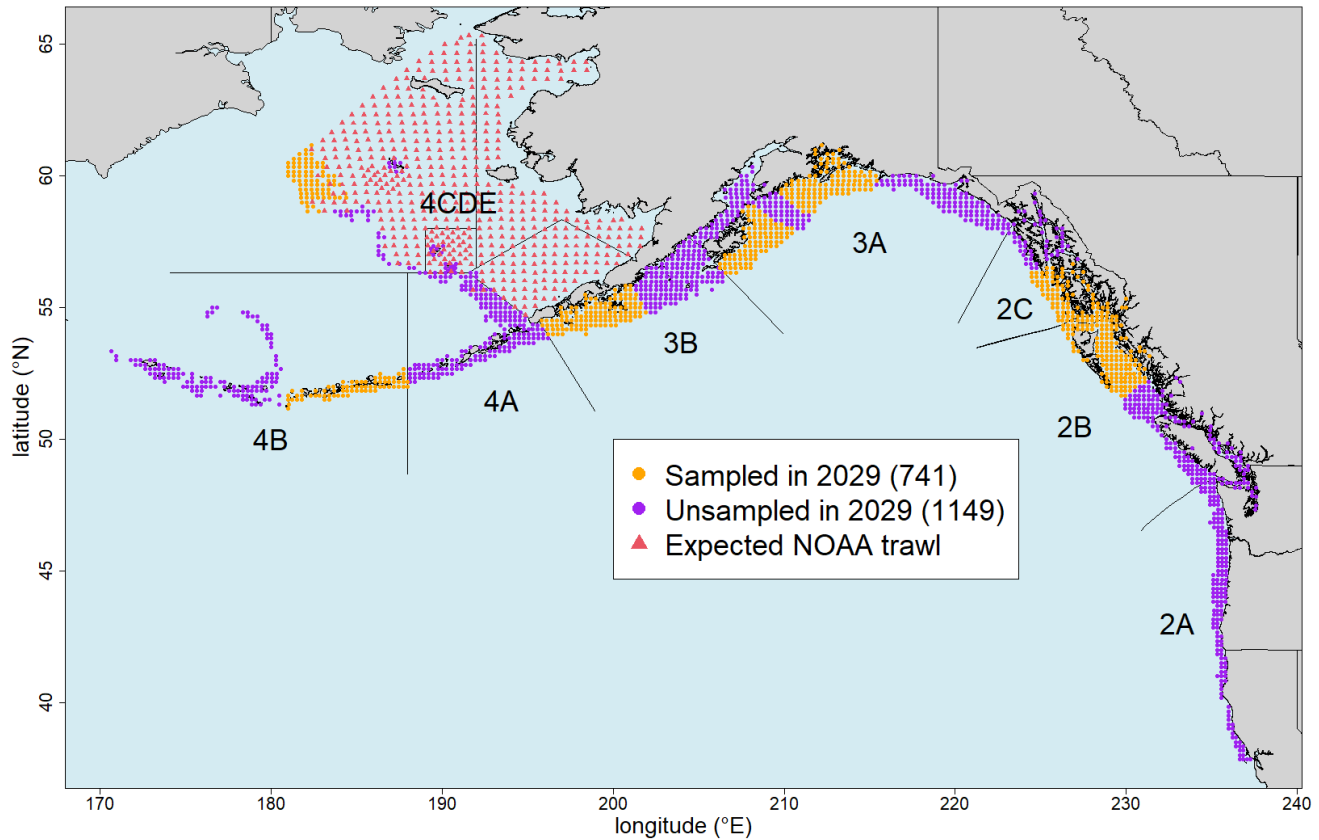 65
60
55
50
45
40
latitude (°N)
4CDE
3A
2C
3B
4A
4B
2B
2A
Sampled in 2029 (741)
Unsampled in 2029 (1149)
Expected NOAA trawl
170
180
190
200
210
220
230
240
longitude (°E)